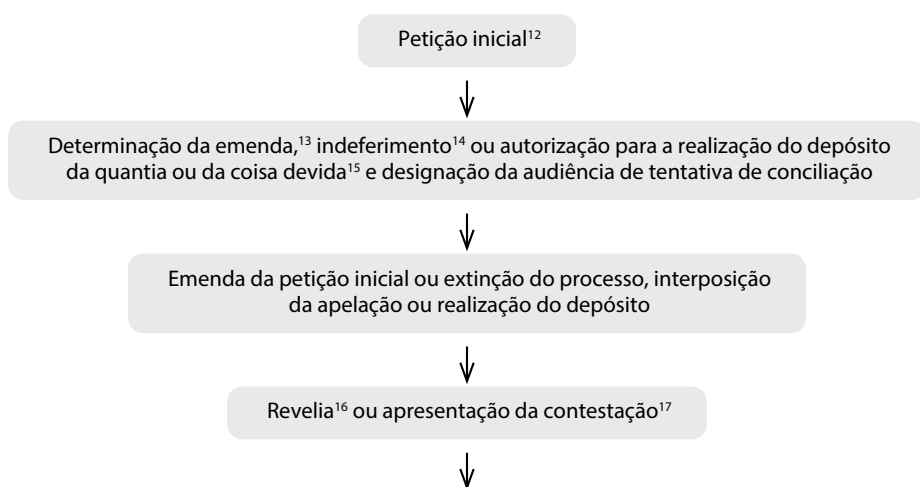 Petição inicial¹²
Determinação da emenda,¹³ indeferimento¹⁴ ou autorização para a realização do depósito
da quantia ou da coisa devida¹⁵ e designação da audiência de tentativa de conciliação
Emenda da petição inicial ou extinção do processo, interposição
da apelação ou realização do depósito
Revelia¹⁶ ou apresentação da contestação¹⁷